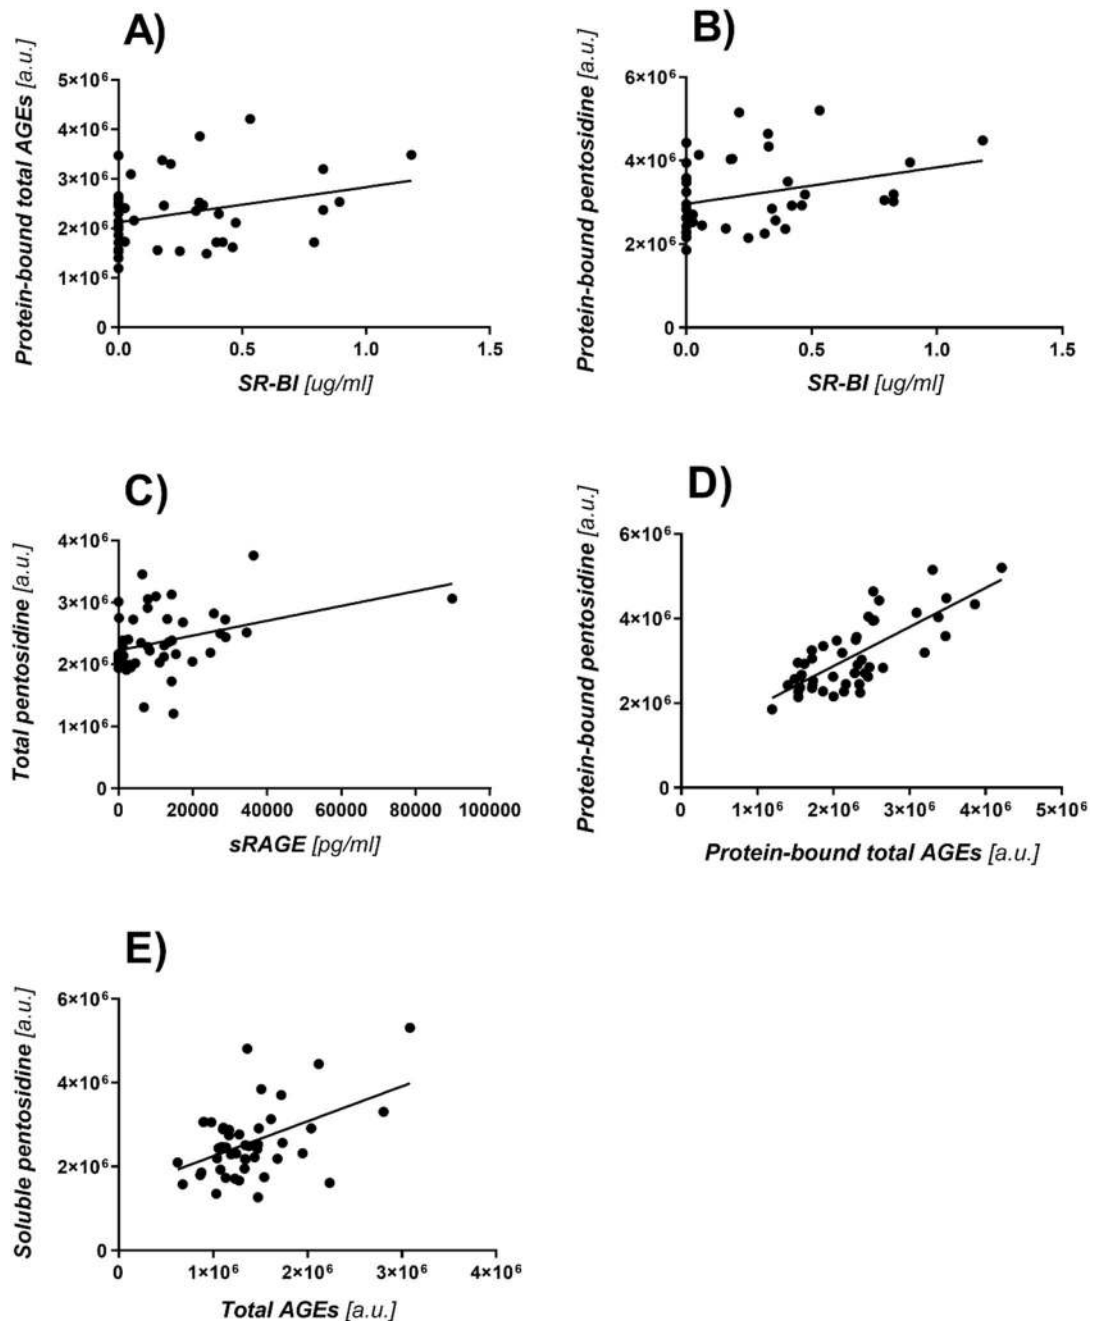 A)
Protein-bound total AGEs [a.u.]
5×10⁶
4×10⁶
3×10⁶
2×10⁶
1×10⁶
0
0.0 0.5 1.0 1.5
SR-BI [ug/ml]
B)
Protein-bound pentosidine [a.u.]
6×10⁶
4×10⁶
2×10⁶
0
0.0 0.5 1.0 1.5
SR-BI [ug/ml]
C)
Total pentosidine [a.u.]
4×10⁶
3×10⁶
2×10⁶
1×10⁶
0
0 20000 40000 60000 80000 100000
sRAGE [pg/ml]
D)
Protein-bound pentosidine [a.u.]
6×10⁶
4×10⁶
2×10⁶
0
0 1×10⁶ 2×10⁶ 3×10⁶ 4×10⁶ 5×10⁶
Protein-bound total AGEs [a.u.]
E)
Soluble pentosidine [a.u.]
6×10⁶
4×10⁶
2×10⁶
0
0 1×10⁶ 2×10⁶ 3×10⁶ 4×10⁶
Total AGEs [a.u.]